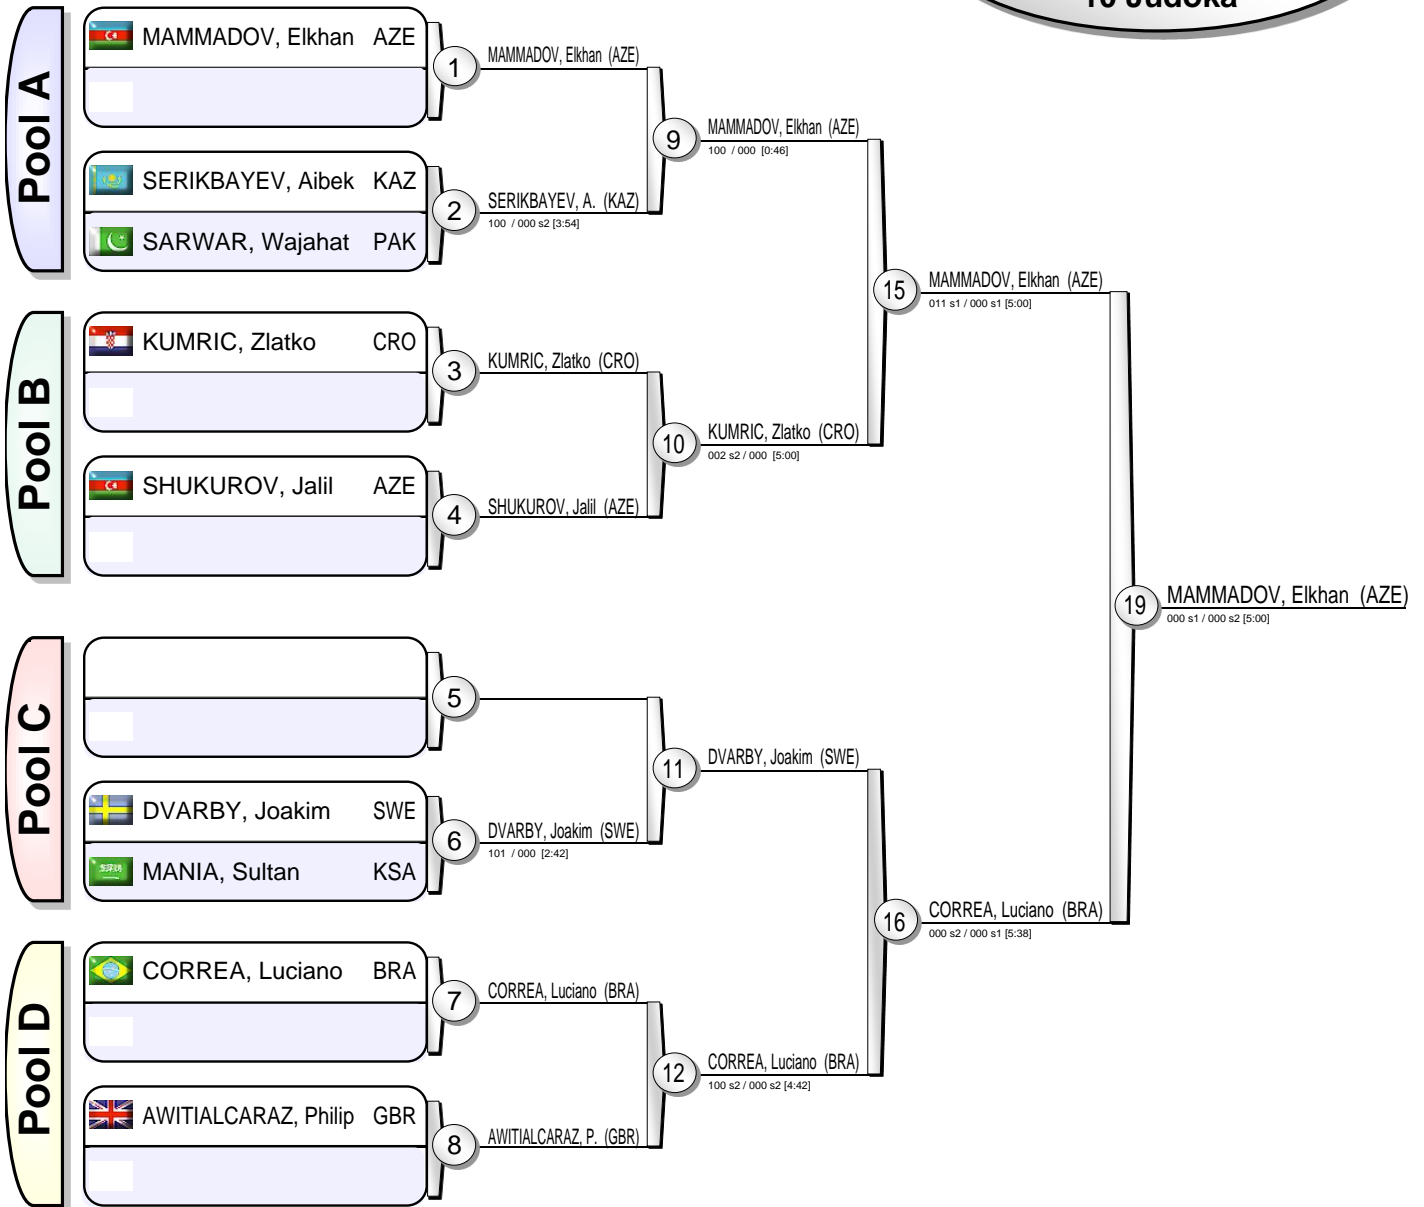 10 Judoka
Pool A
MAMMADOV, Elkhan AZE
1
MAMMADOV, Elkhan (AZE)
SERIKBAYEV, Aibek KAZ
SARWAR, Wajahat PAK
2
SERIKBAYEV, A. (KAZ)
100 / 000 s2 [3:54]
9
MAMMADOV, Elkhan (AZE)
100 / 000 [0:46]
Pool B
KUMRIC, Zlatko CRO
3
KUMRIC, Zlatko (CRO)
SHUKUROV, Jalil AZE
4
SHUKUROV, Jalil (AZE)
10
KUMRIC, Zlatko (CRO)
002 s2 / 000 [5:00]
15
MAMMADOV, Elkhan (AZE)
011 s1 / 000 s1 [5:00]
Pool C
5
DVARBY, Joakim SWE
MANIA, Sultan KSA
6
DVARBY, Joakim (SWE)
101 / 000 [2:42]
11
DVARBY, Joakim (SWE)
Pool D
CORREA, Luciano BRA
7
CORREA, Luciano (BRA)
AWITIALCARAZ, Philip GBR
8
AWITIALCARAZ, P. (GBR)
12
CORREA, Luciano (BRA)
100 s2 / 000 s2 [4:42]
16
CORREA, Luciano (BRA)
000 s2 / 000 s1 [5:38]
19
MAMMADOV, Elkhan (AZE)
000 s1 / 000 s2 [5:00]